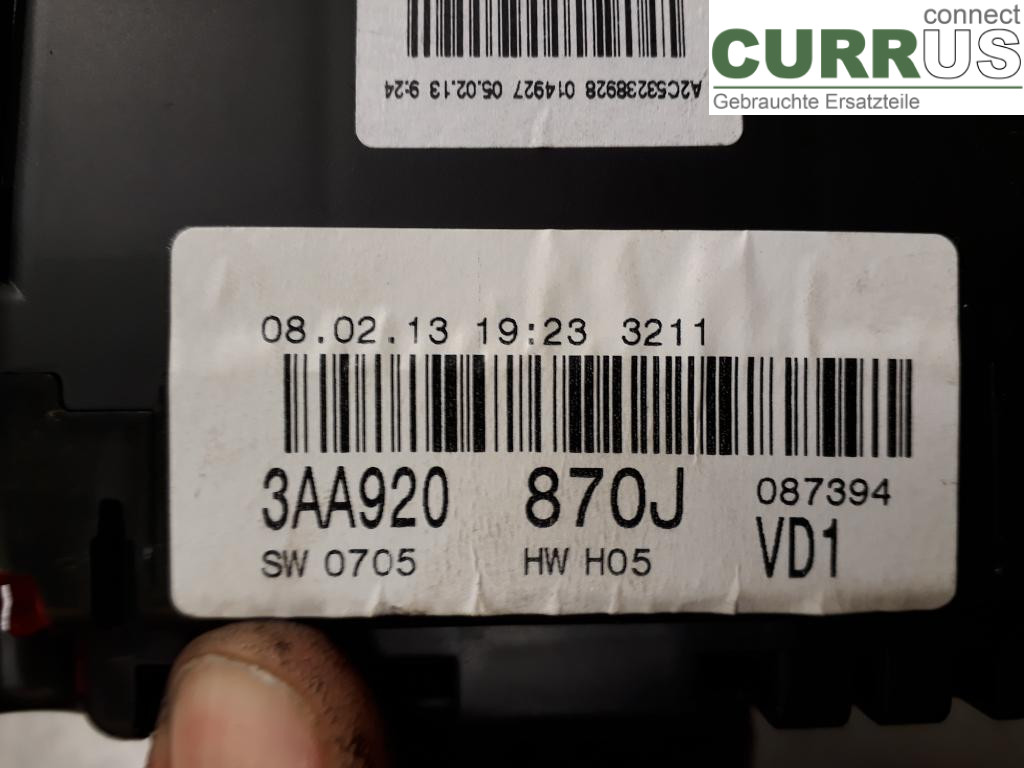 connect
CURRUS
Gebrauchte Ersatzteile
A2C53238928 014927 05.02.13 9:24
08.02.13 19:23 3211
3AA920 870J 087394
SW 0705 HW H05 VD1